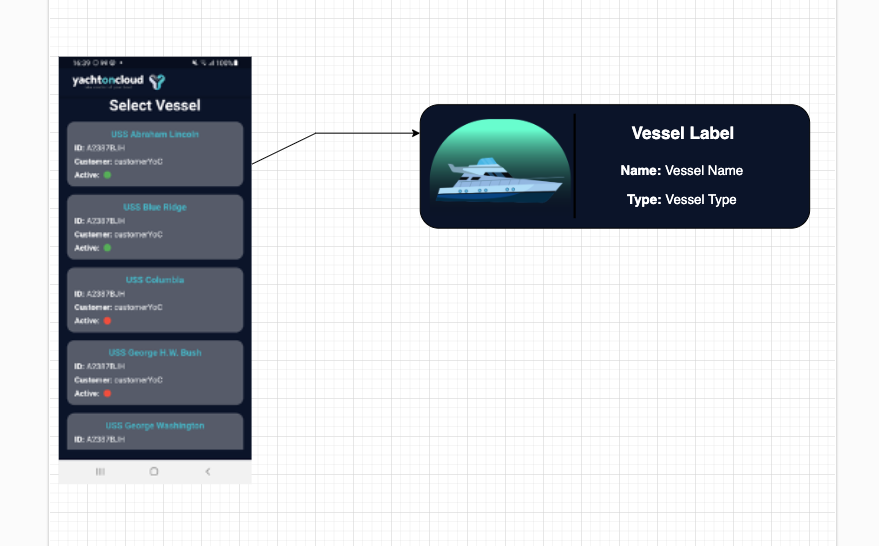 16:39
100%
yachtoncloud
Select Vessel
USS Abraham Lincoln
ID: A2387BJH
Customer: customerYoC
Active:
USS Blue Ridge
ID: A2387BJH
Customer: customerYoC
Active:
USS Columbia
ID: A2387BJH
Customer: customerYoC
Active:
USS George H.W. Bush
ID: A2387BJH
Customer: customerYoC
Active:
USS George Washington
ID: A2387BJH
Vessel Label
Name: Vessel Name
Type: Vessel Type